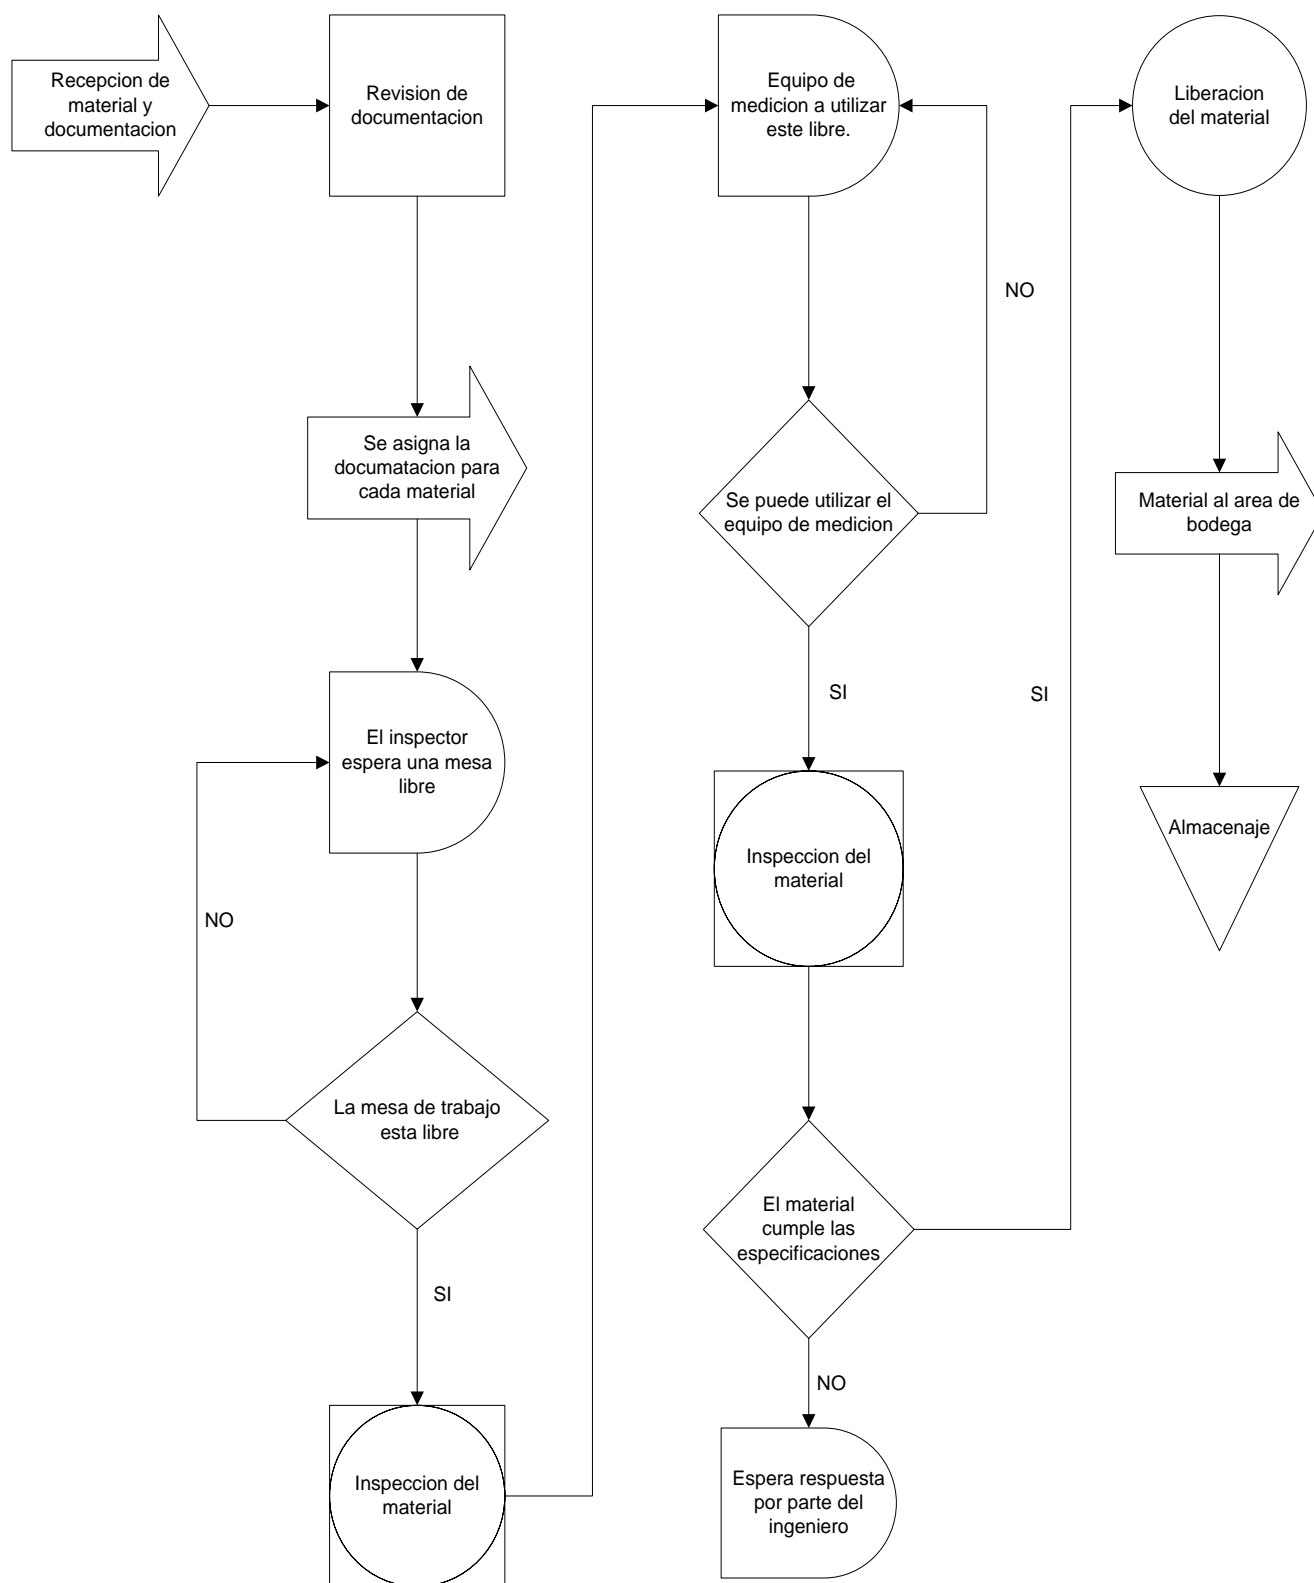 Recepcion de
material y
documentacion
Revision de
documentacion
Se asigna la
documatacion para
cada material
El inspector
espera una mesa
libre
NO
La mesa de trabajo
esta libre
SI
Inspeccion del
material
Equipo de
medicion a utilizar
este libre.
NO
Se puede utilizar el
equipo de medicion
SI
Inspeccion del
material
El material
cumple las
especificaciones
SI
NO
Espera respuesta
por parte del
ingeniero
Liberacion
del material
Material al area de
bodega
Almacenaje